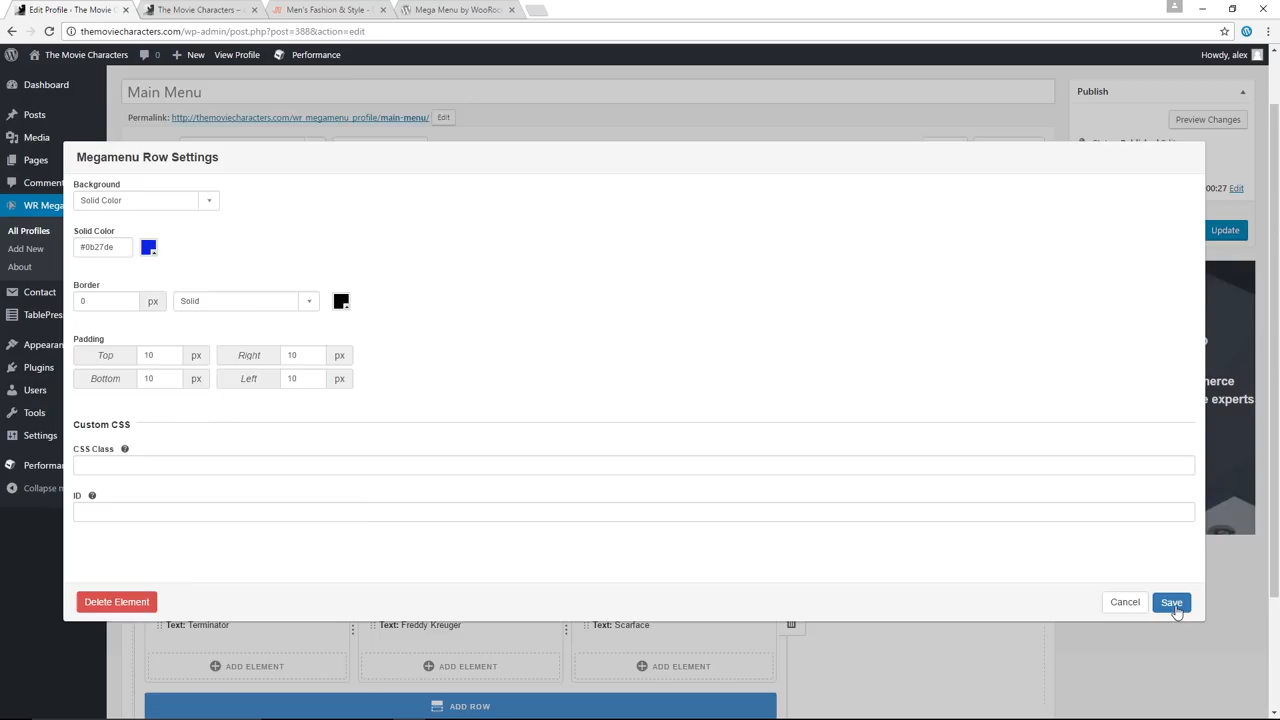 Edit Profile ‹ The Movie C
The Movie Characters –
Men's Fashion & Style -
Mega Menu by WooRoc
themoviecharacters.com/wp-admin/post.php?post=388&action=edit
The Movie Characters
0
New
View Profile
Performance
Howdy, alex
Dashboard
Posts
Media
Pages
Comment
WR Mega
All Profiles
Add New
About
Contact
TablePres
Appearan
Plugins
Users
Tools
Settings
Performan
Collapse m
Main Menu
Permalink: http://themoviecharacters.com/wr_megamenu_profile/main-menu/
Edit
Publish
Preview Changes
00:27 Edit
Update
Megamenu Row Settings
Background
Solid Color
Solid Color
#0b27de
Border
0 px
Solid
Padding
Top 10 px
Right 10 px
Bottom 10 px
Left 10 px
Custom CSS
CSS Class
ID
Delete Element
Cancel
Save
merce
e experts
Text: Terminator
Text: Freddy Kreuger
Text: Scarface
ADD ELEMENT
ADD ELEMENT
ADD ELEMENT
ADD ROW